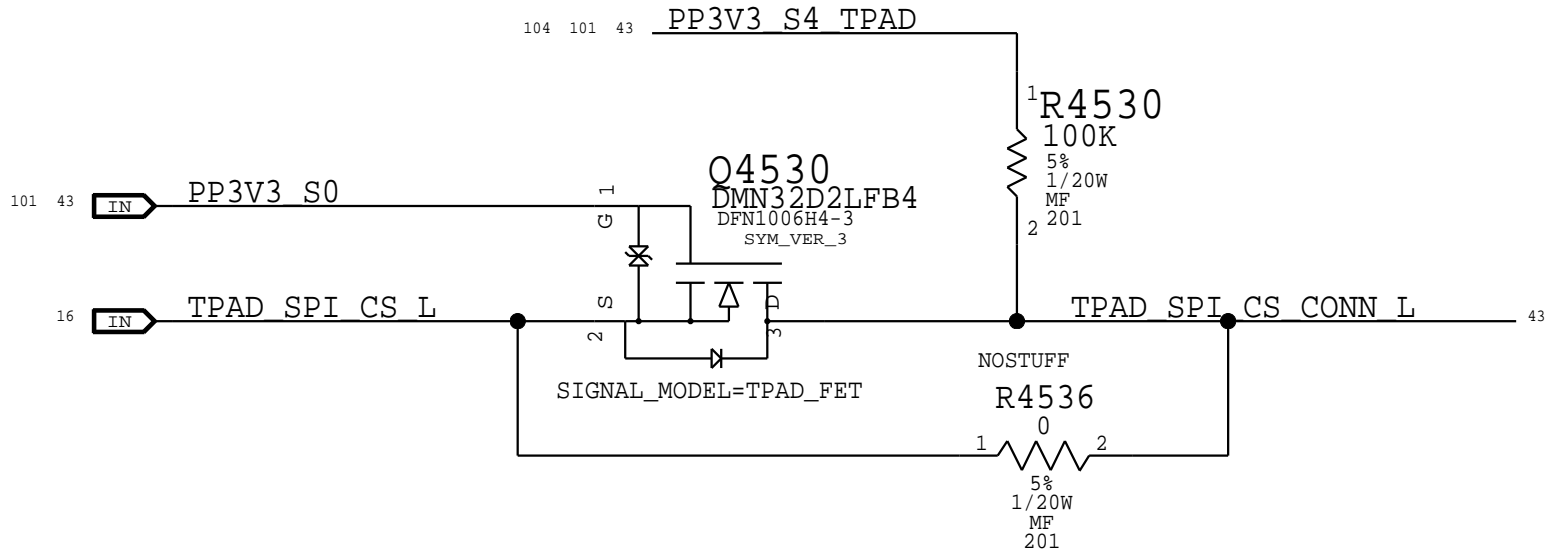 104 101 43 PP3V3_S4_TPAD
1
R4530
100K
5%
1/20W
MF
201
2
Q4530
DMN32D2LFB4
DFN1006H4-3
SYM_VER_3
101 43 IN PP3V3_S0
G 1
16 IN TPAD_SPI_CS_L
S
2
D
3
TPAD_SPI_CS_CONN_L 43
SIGNAL_MODEL=TPAD_FET
NOSTUFF
R4536
0
1 2
5%
1/20W
MF
201